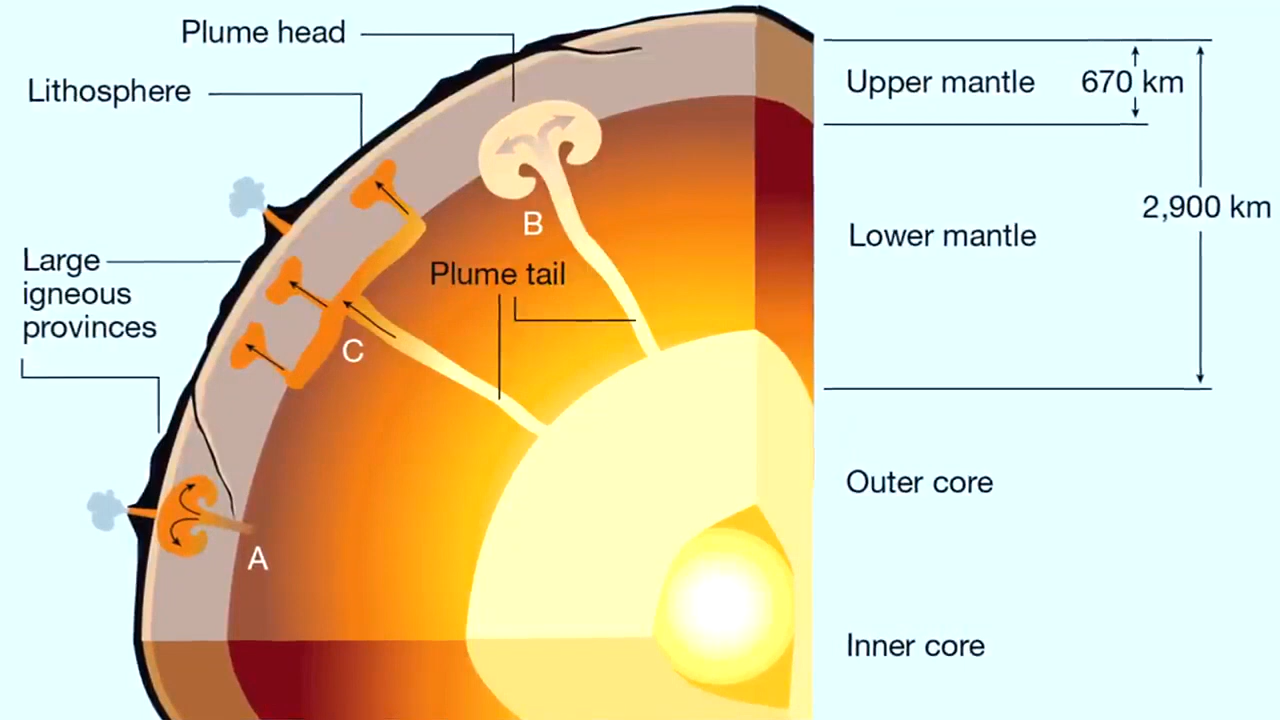 Plume head
Lithosphere
Upper mantle 670 km
2,900 km
B
Lower mantle
Large
igneous
provinces
Plume tail
C
Outer core
A
Inner core